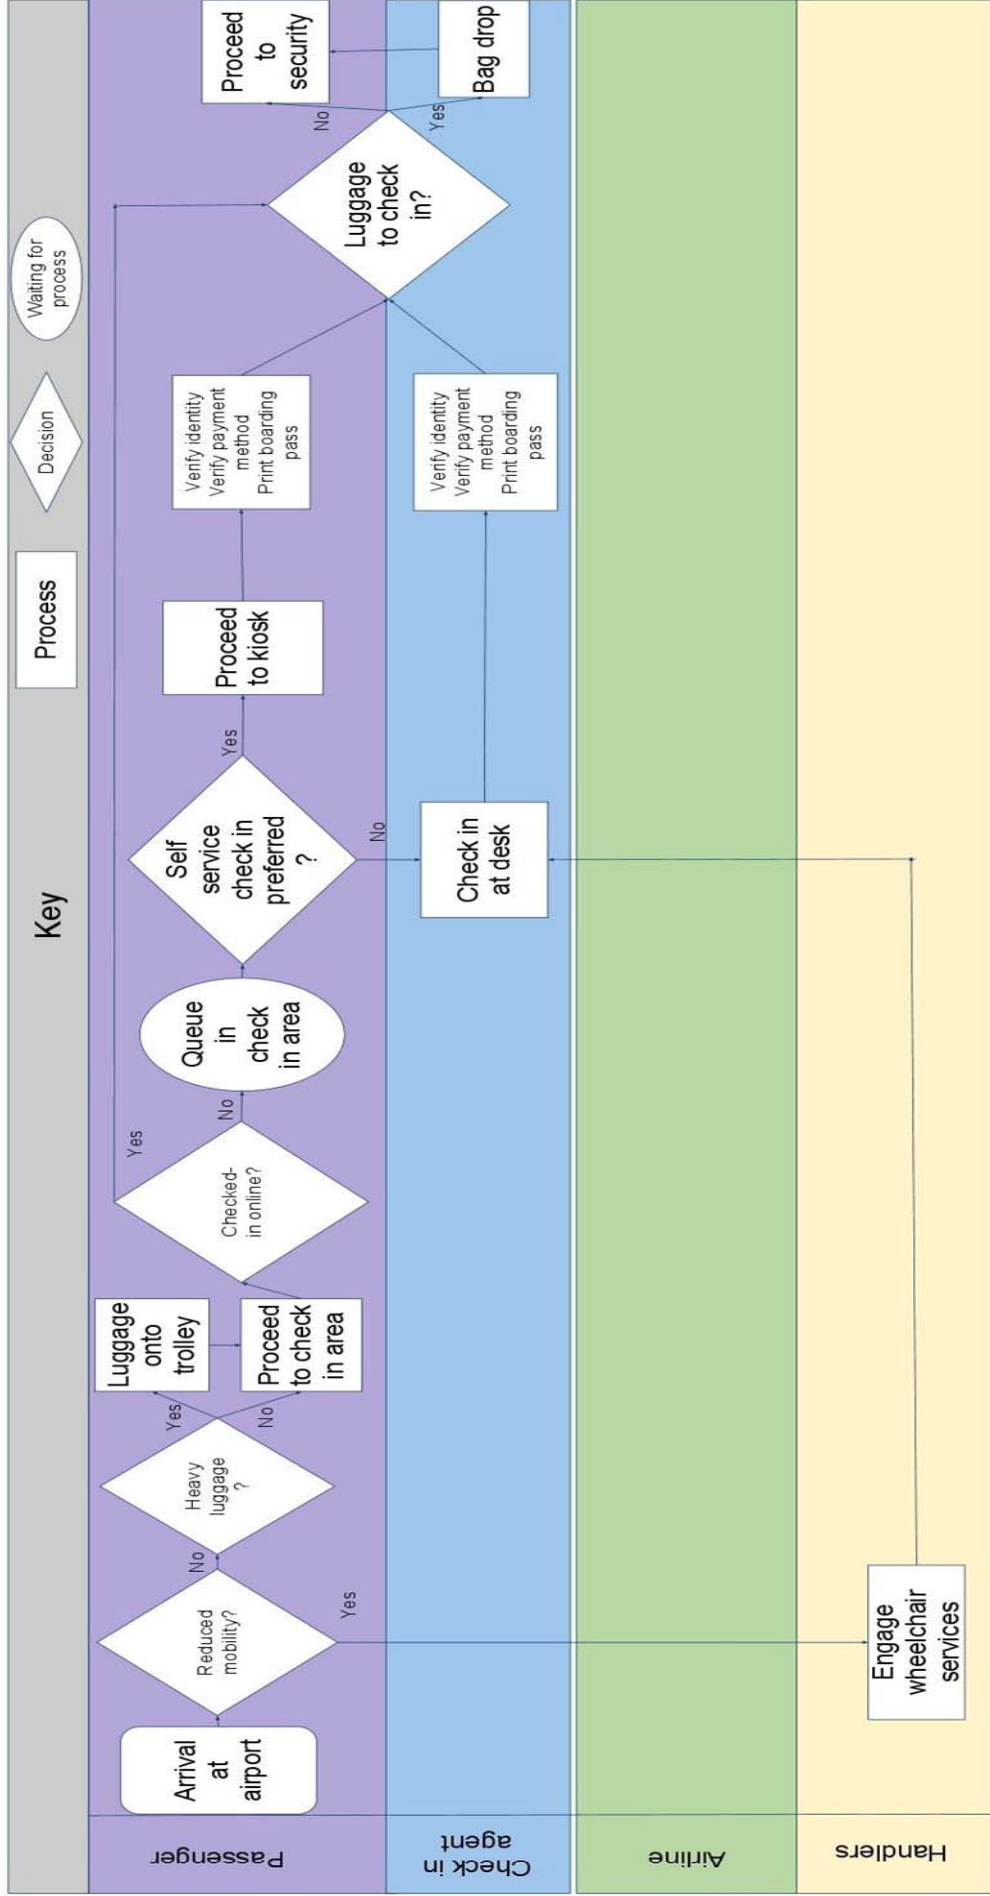 Key
Process
Decision
Waiting for
process
Passenger
Arrival
at
airport
Reduced
mobility?
No
Yes
Heavy
luggage
?
Yes
No
Luggage
onto
trolley
Proceed
to check
in area
Checked-
in online?
Yes
No
Queue
in
check
in area
Self
service
check in
preferred
?
Yes
No
Proceed
to kiosk
Verify identity
Verify payment
method
Print boarding
pass
Luggage
to check
in?
No
Yes
Proceed
to
security
Check in
agent
Check in
at desk
Verify identity
Verify payment
method
Print boarding
pass
Bag drop
Airline
Handlers
Engage
wheelchair
services